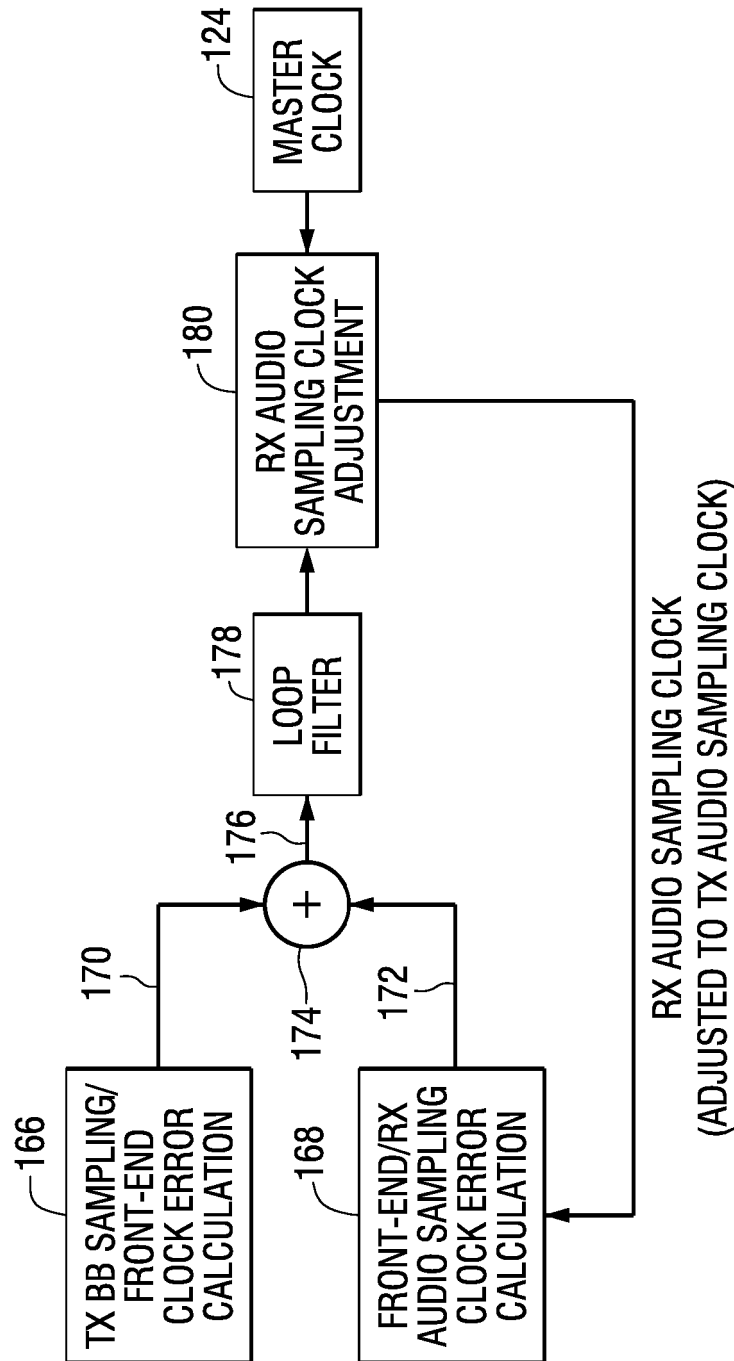 166
TX BB SAMPLING/
FRONT-END
CLOCK ERROR
CALCULATION
170
168
FRONT-END/RX
AUDIO SAMPLING
CLOCK ERROR
CALCULATION
172
174
+
176
178
LOOP
FILTER
180
RX AUDIO
SAMPLING CLOCK
ADJUSTMENT
124
MASTER
CLOCK
RX AUDIO SAMPLING CLOCK
(ADJUSTED TO TX AUDIO SAMPLING CLOCK)